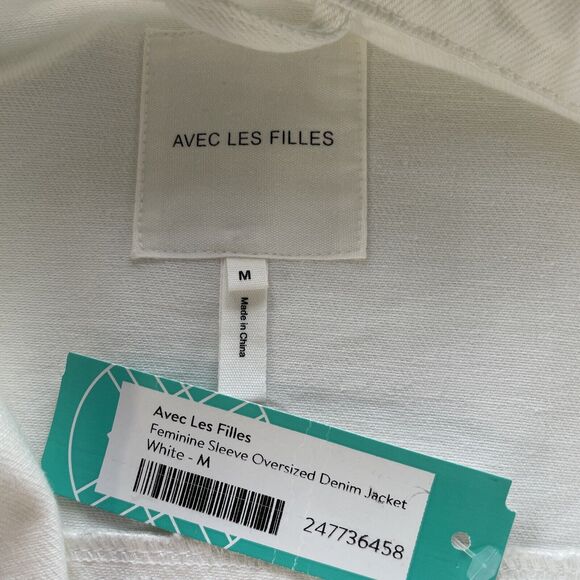 AVEC LES FILLES
M
Made in China
Avec Les Filles
Feminine Sleeve Oversized Denim Jacket
White - M
247736458